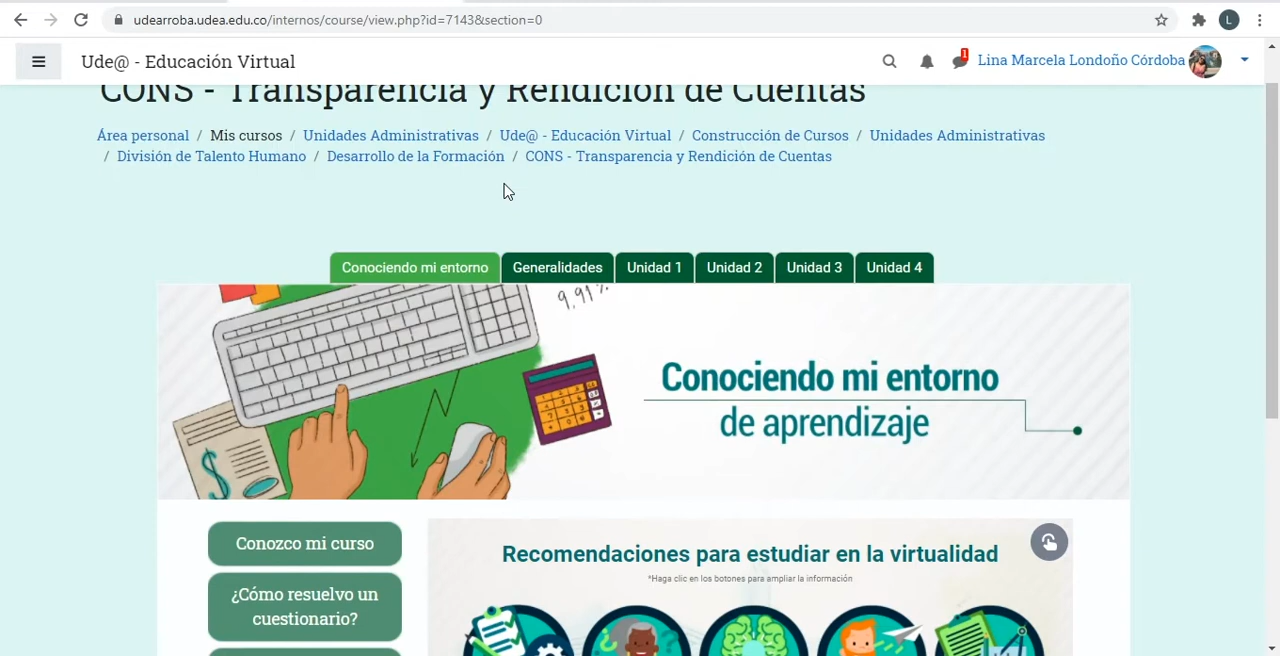 udearroba.udea.edu.co/internos/course/view.php?id=7143&section=0
L
Ude@ - Educación Virtual
1
Lina Marcela Londoño Córdoba
CONS - Transparencia y Rendición de Cuentas
Área personal / Mis cursos / Unidades Administrativas / Ude@ - Educación Virtual / Construcción de Cursos / Unidades Administrativas
/ División de Talento Humano / Desarrollo de la Formación / CONS - Transparencia y Rendición de Cuentas
Conociendo mi entorno Generalidades Unidad 1 Unidad 2 Unidad 3 Unidad 4
9,91%
Conociendo mi entorno
de aprendizaje
$
Conozco mi curso
¿Cómo resuelvo un
cuestionario?
Recomendaciones para estudiar en la virtualidad
*Haga clic en los botones para ampliar la información